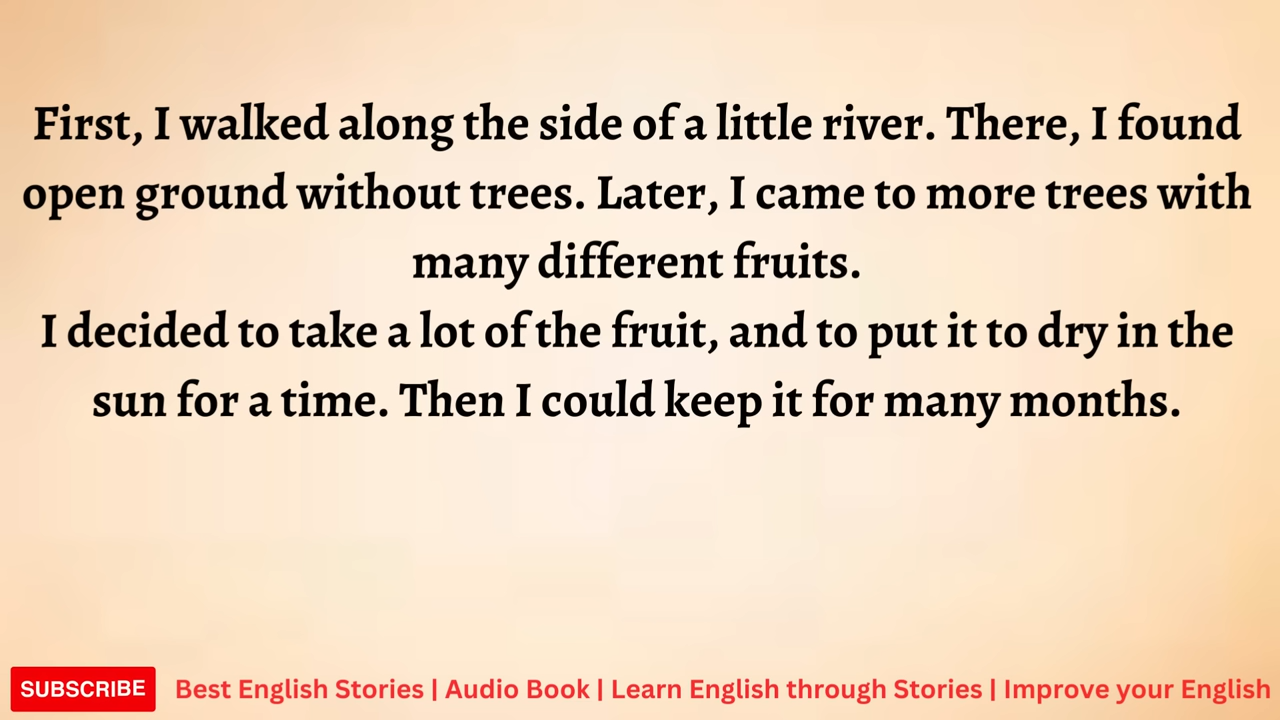 First, I walked along the side of a little river. There, I found
open ground without trees. Later, I came to more trees with
many different fruits.
I decided to take a lot of the fruit, and to put it to dry in the
sun for a time. Then I could keep it for many months.
SUBSCRIBE Best English Stories | Audio Book | Learn English through Stories | Improve your English